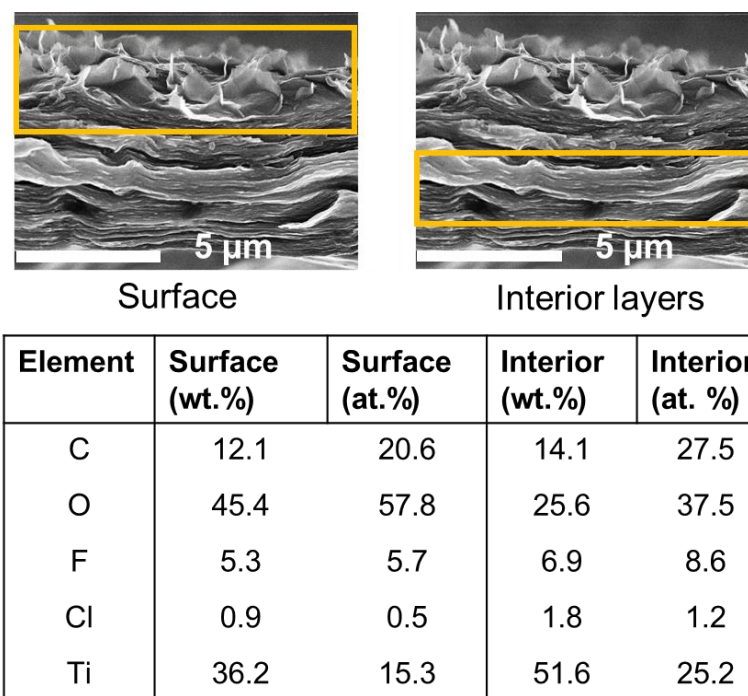 5 μm 5 μm
Surface Interior layers
Element Surface (wt.%) Surface (at.%) Interior (wt.%) Interior (at. %)
C 12.1 20.6 14.1 27.5
O 45.4 57.8 25.6 37.5
F 5.3 5.7 6.9 8.6
Cl 0.9 0.5 1.8 1.2
Ti 36.2 15.3 51.6 25.2